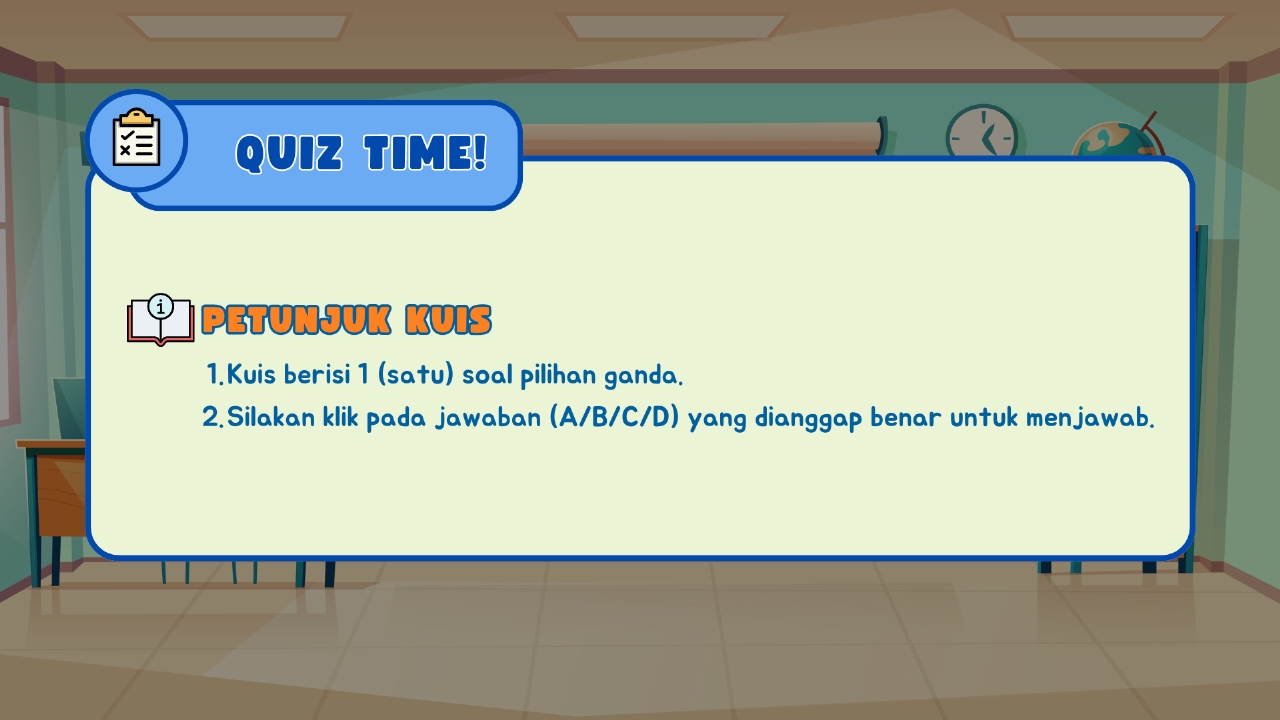 QUIZ TIME!
i
PETUNJUK KUIS
1.Kuis berisi 1 (satu) soal pilihan ganda.
2.Silakan klik pada jawaban (A/B/C/D) yang dianggap benar untuk menjawab.